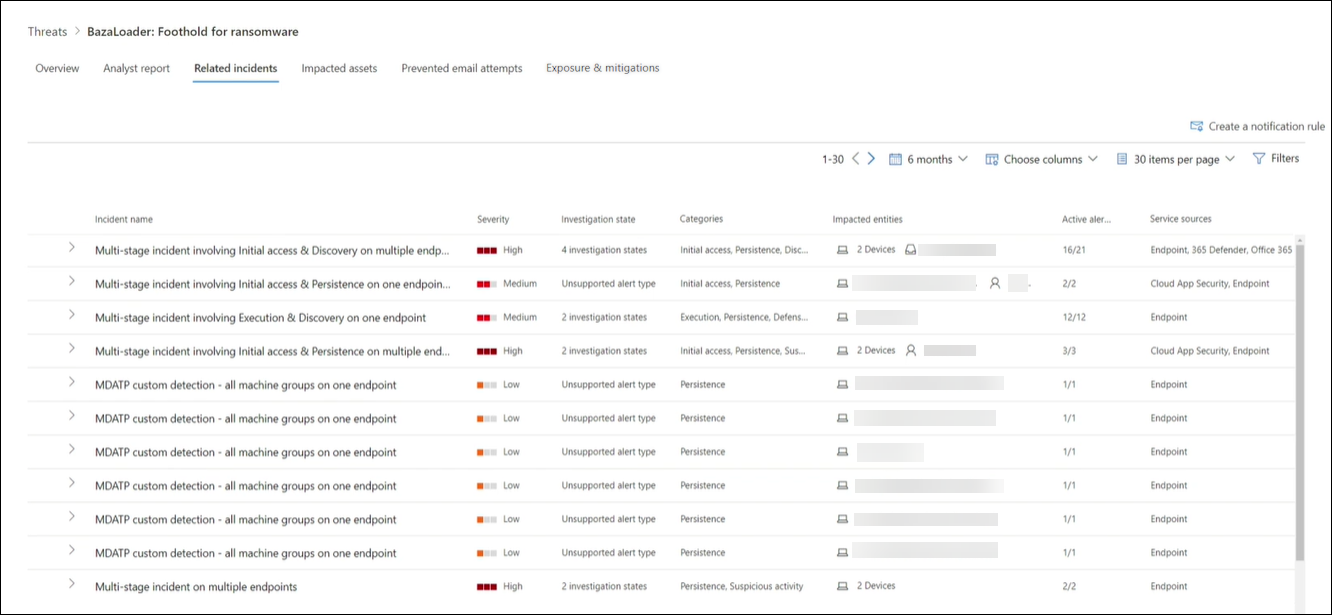 Threats > BazaLoader: Foothold for ransomware
Overview Analyst report Related incidents Impacted assets Prevented email attempts Exposure & mitigations
Create a notification rule
1-30 6 months Choose columns 30 items per page Filters
Incident name Severity Investigation state Categories Impacted entities Active aler... Service sources
Multi-stage incident involving Initial access & Discovery on multiple endp... High 4 investigation states Initial access, Persistence, Disc... 2 Devices 16/21 Endpoint, 365 Defender, Office 365
Multi-stage incident involving Initial access & Persistence on one endpoin... Medium Unsupported alert type Initial access, Persistence 2/2 Cloud App Security, Endpoint
Multi-stage incident involving Execution & Discovery on one endpoint Medium 2 investigation states Execution, Persistence, Defens... 12/12 Endpoint
Multi-stage incident involving Initial access & Persistence on multiple end... High 2 investigation states Initial access, Persistence, Sus... 2 Devices 3/3 Cloud App Security, Endpoint
MDATP custom detection - all machine groups on one endpoint Low Unsupported alert type Persistence 1/1 Endpoint
MDATP custom detection - all machine groups on one endpoint Low Unsupported alert type Persistence 1/1 Endpoint
MDATP custom detection - all machine groups on one endpoint Low Unsupported alert type Persistence 1/1 Endpoint
MDATP custom detection - all machine groups on one endpoint Low Unsupported alert type Persistence 1/1 Endpoint
MDATP custom detection - all machine groups on one endpoint Low Unsupported alert type Persistence 1/1 Endpoint
MDATP custom detection - all machine groups on one endpoint Low Unsupported alert type Persistence 1/1 Endpoint
Multi-stage incident on multiple endpoints High 2 investigation states Persistence, Suspicious activity 2 Devices 2/2 Endpoint